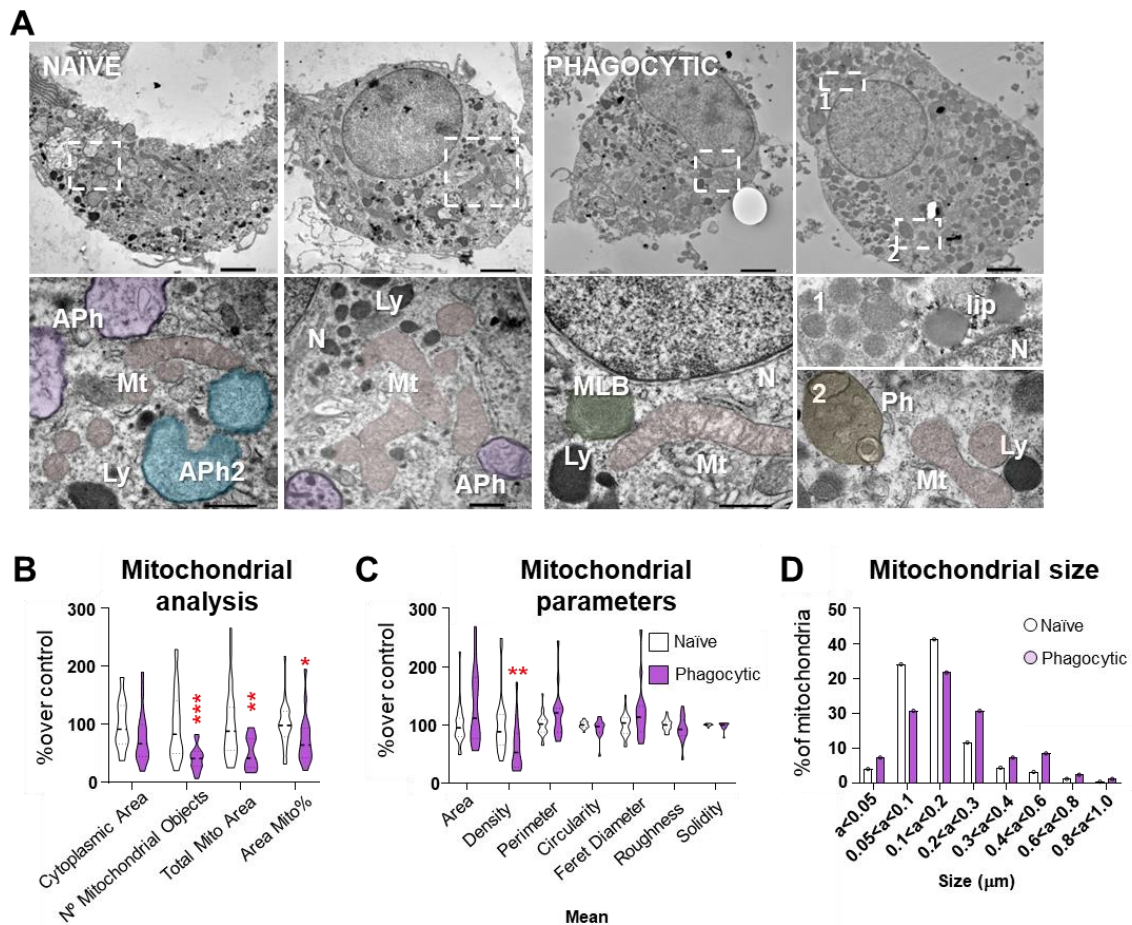 A
NAÏVE
PHAGOCYTIC
1
2
APh
Mt
Ly
APh2
Ly
N
Mt
APh
MLB
N
Ly
Mt
1
lip
N
2
Ph
Ly
Mt
B
Mitochondrial
analysis
%over control
300
200
100
0
***
**
*
Cytoplasmic Area
Nº Mitochondrial Objects
Total Mito Area
Area Mito%
C
Mitochondrial
parameters
%over control
300
200
100
0
**
Naïve
Phagocytic
Area
Density
Perimeter
Circularity
Feret Diameter
Roughness
Solidity
Mean
D
Mitochondrial size
%of mitochondria
50
40
30
20
10
0
Naïve
Phagocytic
a<0.05
0.05<a<0.1
0.1<a<0.2
0.2<a<0.3
0.3<a<0.4
0.4<a<0.6
0.6<a<0.8
0.8<a<1.0
Size (µm)